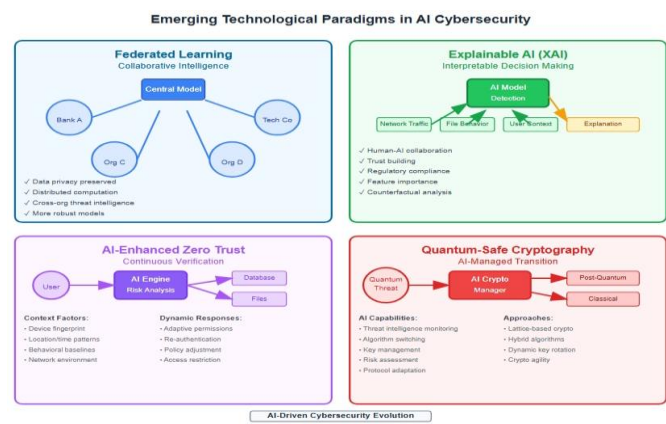 Emerging Technological Paradigms in AI Cybersecurity
Federated Learning
Collaborative Intelligence
Central Model
Bank A
Tech Co
Org C
Org D
✓ Data privacy preserved
✓ Distributed computation
✓ Cross-org threat intelligence
✓ More robust models
Explainable AI (XAI)
Interpretable Decision Making
AI Model
Detection
Network Traffic
File Behavior
User Context
Explanation
✓ Human-AI collaboration
✓ Trust building
✓ Regulatory compliance
✓ Feature importance
✓ Counterfactual analysis
AI-Enhanced Zero Trust
Continuous Verification
User
AI Engine
Risk Analysis
Database
Files
Context Factors:
• Device fingerprint
• Location/time patterns
• Behavioral baselines
• Network environment
Dynamic Responses:
• Adaptive permissions
• Re-authentication
• Policy adjustment
• Access restriction
Quantum-Safe Cryptography
AI-Managed Transition
Quantum
Threat
AI Crypto
Manager
Post-Quantum
Classical
AI Capabilities:
• Threat intelligence monitoring
• Algorithm switching
• Key management
• Risk assessment
• Protocol adaptation
Approaches:
• Lattice-based crypto
• Hybrid algorithms
• Dynamic key rotation
• Crypto agility
AI-Driven Cybersecurity Evolution